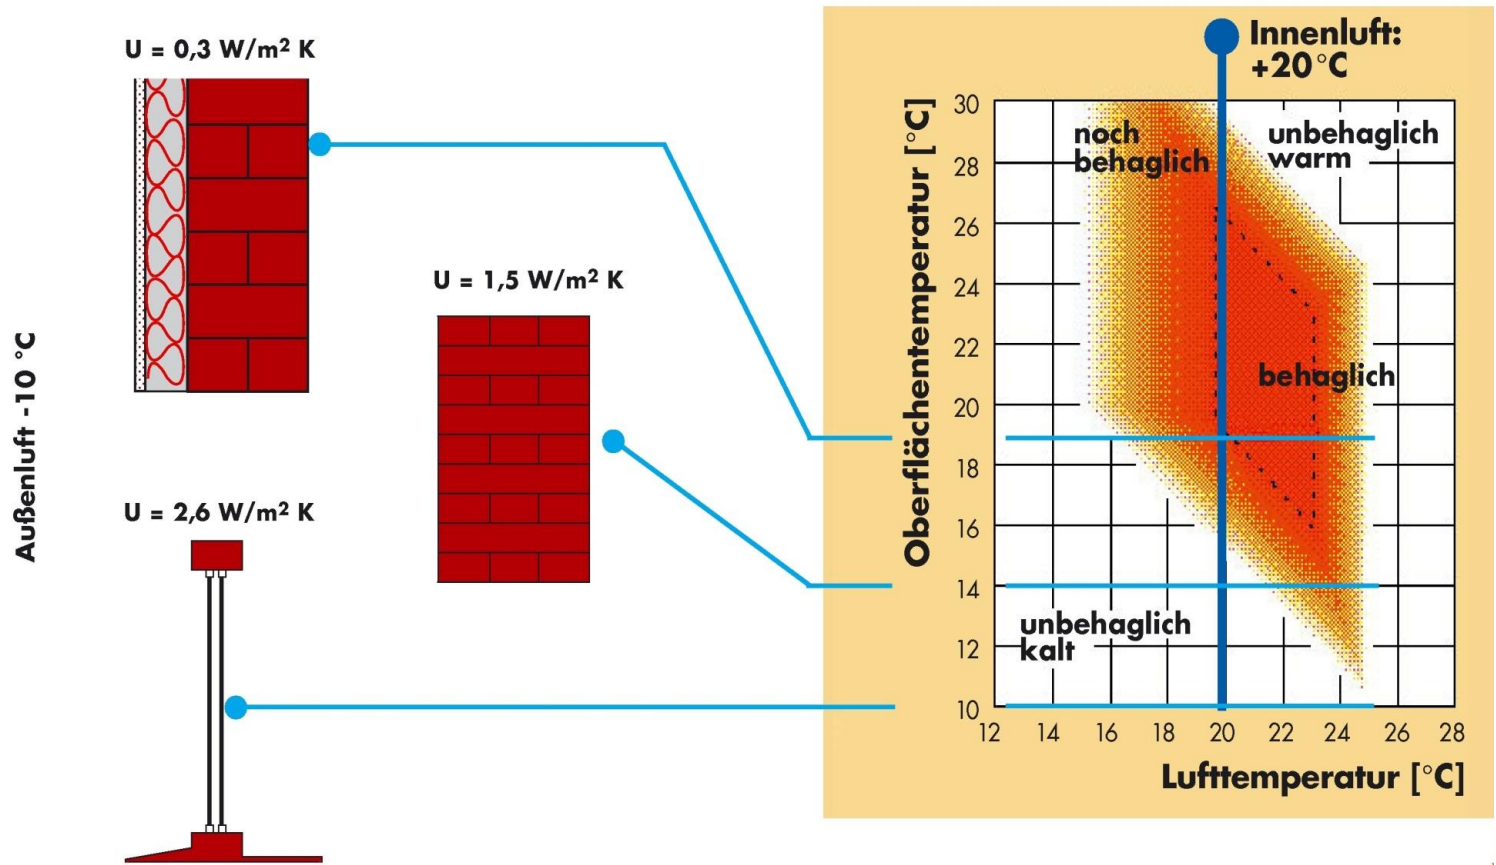 U = 0,3 W/m² K
U = 1,5 W/m² K
U = 2,6 W/m² K
Außenluft -10 °C
Innenluft:
+20°C
Oberflächentemperatur [°C]
30
28
26
24
22
20
18
16
14
12
10
noch
behaglich
unbehaglich
warm
behaglich
unbehaglich
kalt
12 14 16 18 20 22 24 26 28
Lufttemperatur [°C]